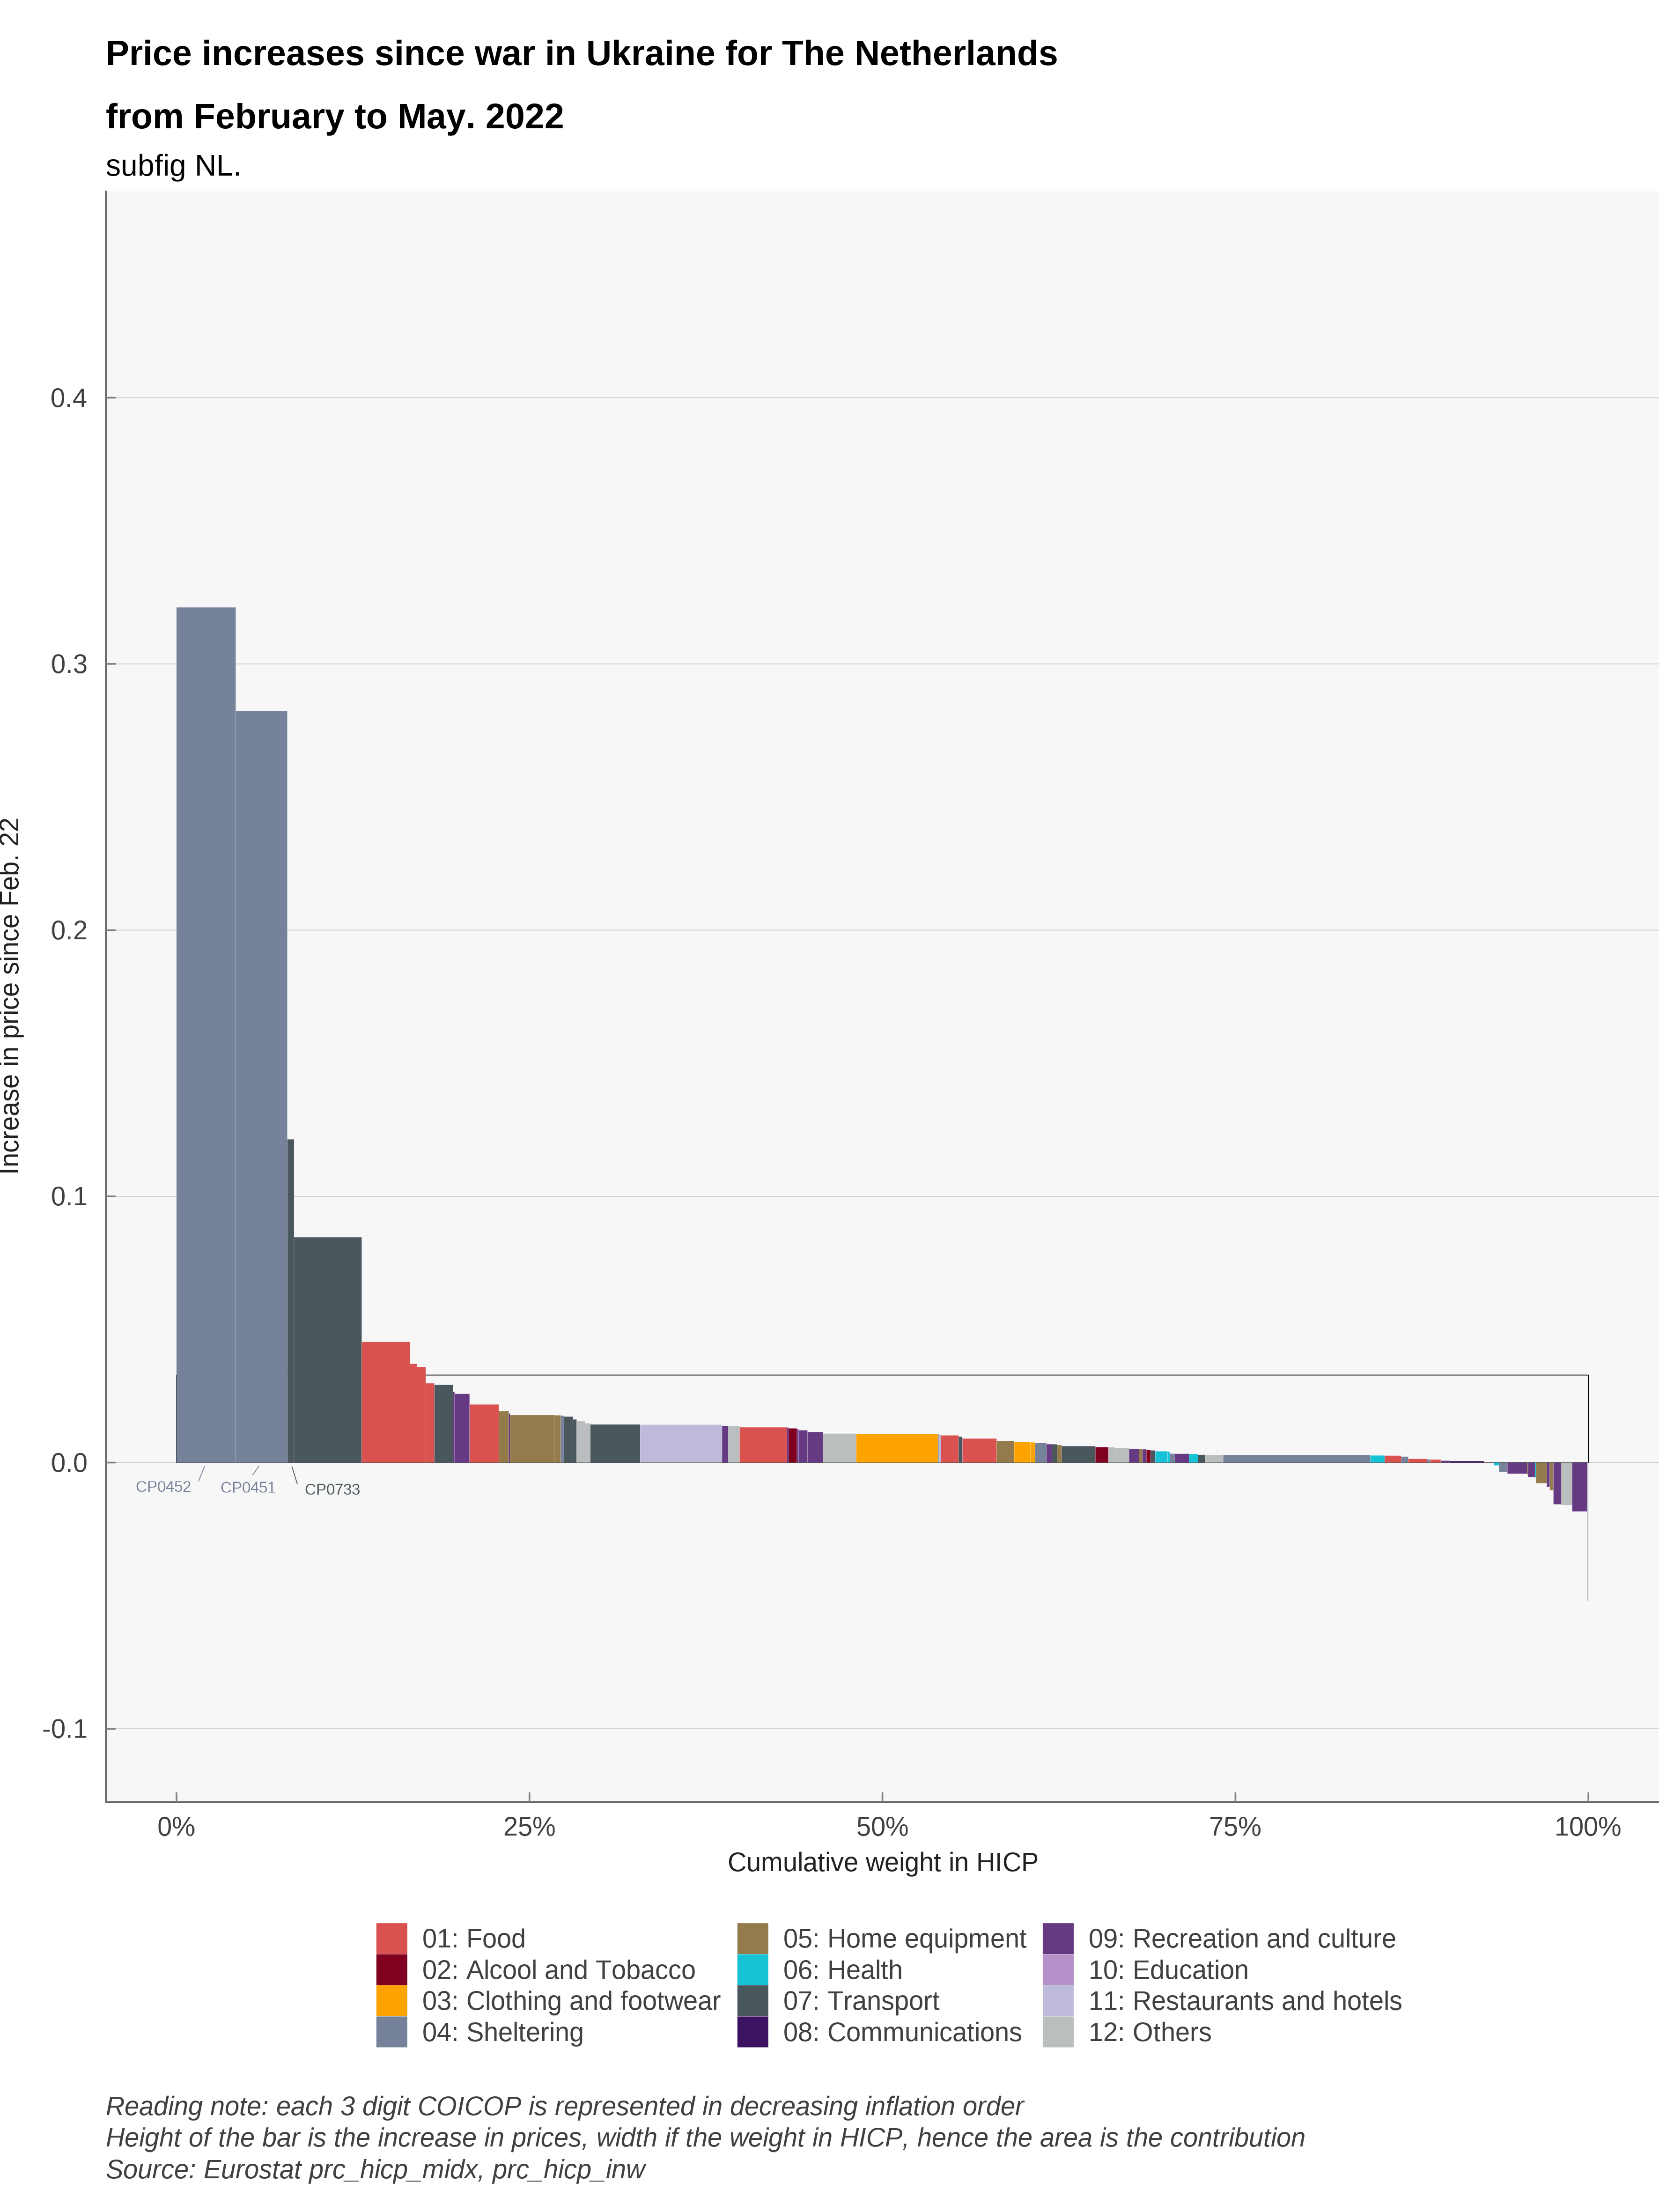 Price increases since war in Ukraine for The Netherlands
from February to May. 2022
subfig NL.
0.4
0.3
0.2
0.1
0.0
-0.1
Increase in price since Feb. 22
CP0452
CP0451
CP0733
0%
25%
50%
75%
100%
Cumulative weight in HICP
01: Food
02: Alcool and Tobacco
03: Clothing and footwear
04: Sheltering
05: Home equipment
06: Health
07: Transport
08: Communications
09: Recreation and culture
10: Education
11: Restaurants and hotels
12: Others
Reading note: each 3 digit COICOP is represented in decreasing inflation order
Height of the bar is the increase in prices, width if the weight in HICP, hence the area is the contribution
Source: Eurostat prc_hicp_midx, prc_hicp_inw